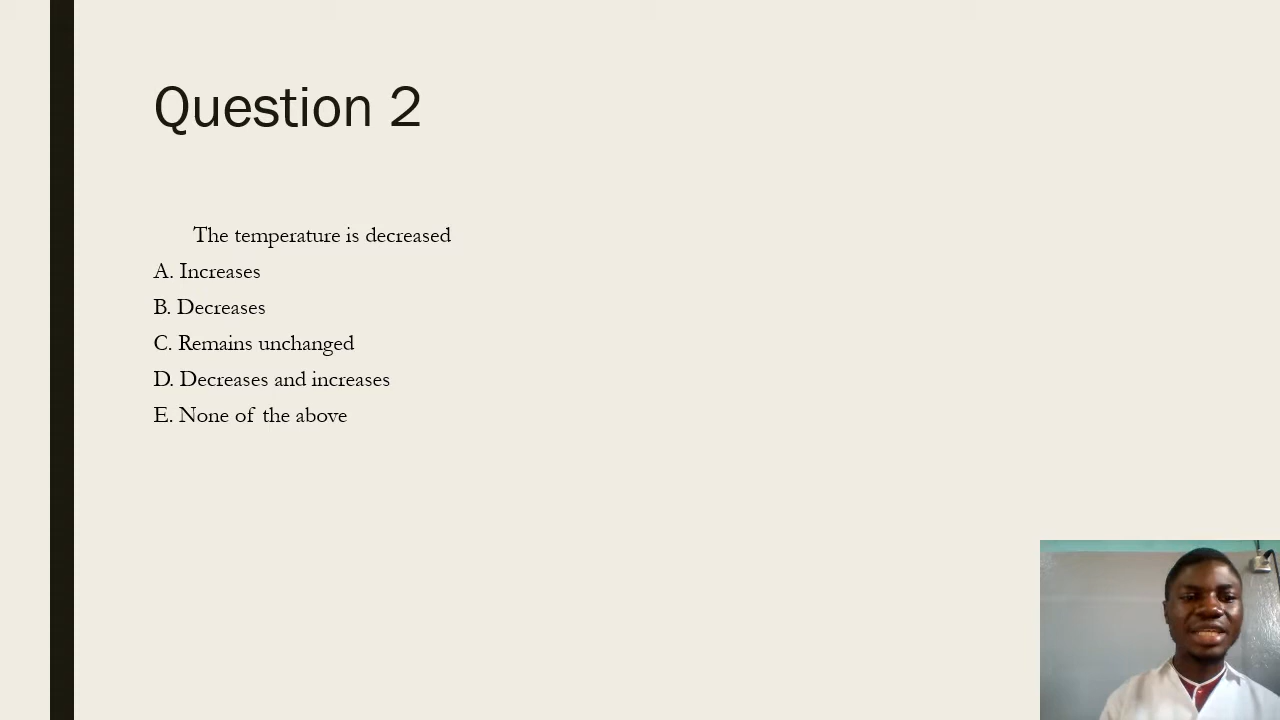 Question 2
The temperature is decreased
A. Increases
B. Decreases
C. Remains unchanged
D. Decreases and increases
E. None of the above